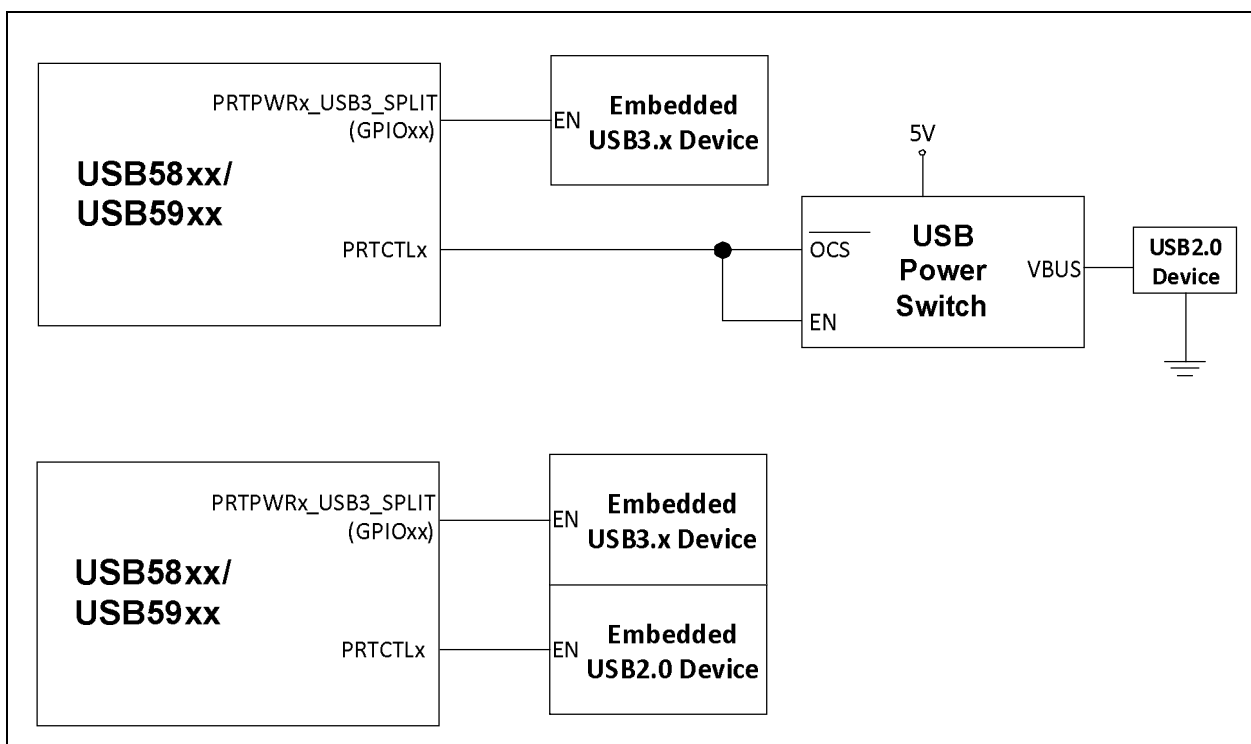 PRTPWRx_USB3_SPLIT
(GPIOxx)
USB58xx/
USB59xx
PRTCTLx
EN
Embedded
USB3.x Device
5V
OCS
EN
USB
Power
Switch
VBUS
USB2.0
Device
PRTPWRx_USB3_SPLIT
(GPIOxx)
USB58xx/
USB59xx
PRTCTLx
EN
Embedded
USB3.x Device
EN
Embedded
USB2.0 Device